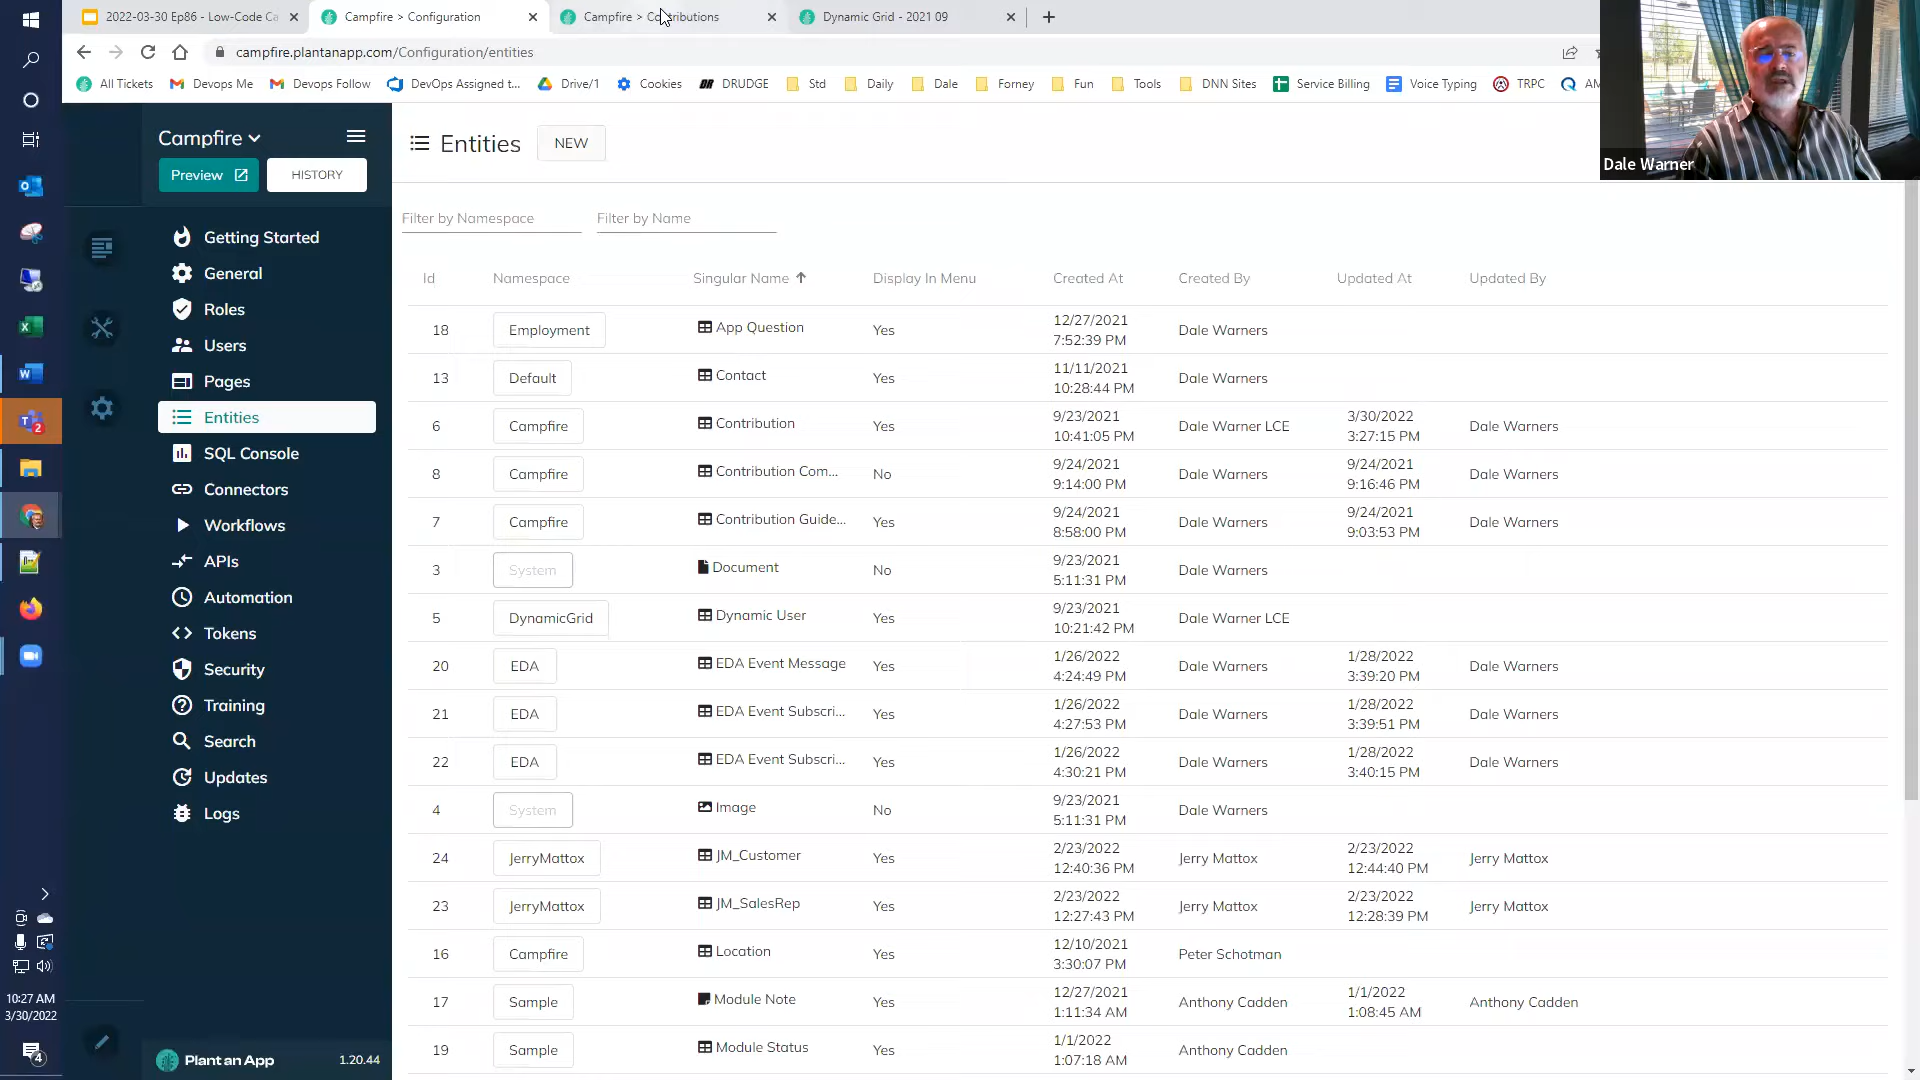 2022-03-30 Ep86 - Low-Code Ca
Campfire > Configuration
Campfire > Contributions
Dynamic Grid - 2021 09
campfire.plantanapp.com/Configuration/entities
All Tickets
Devops Me
Devops Follow
DevOps Assigned t...
Drive/1
Cookies
DRUDGE
Std
Daily
Dale
Forney
Fun
Tools
DNN Sites
Service Billing
Voice Typing
TRPC
Dale Warner
Campfire
Preview
HISTORY
Getting Started
General
Roles
Users
Pages
Entities
SQL Console
Connectors
Workflows
APIs
Automation
Tokens
Security
Training
Search
Updates
Logs
Plant an App 1.20.44
10:27 AM
3/30/2022
4
2
Entities NEW
Filter by Namespace Filter by Name
Id Namespace Singular Name Display In Menu Created At Created By Updated At Updated By
18 Employment App Question Yes 12/27/2021 7:52:39 PM Dale Warners
13 Default Contact Yes 11/11/2021 10:28:44 PM Dale Warners
6 Campfire Contribution Yes 9/23/2021 10:41:05 PM Dale Warner LCE 3/30/2022 3:27:15 PM Dale Warners
8 Campfire Contribution Com... No 9/24/2021 9:14:00 PM Dale Warners 9/24/2021 9:16:46 PM Dale Warners
7 Campfire Contribution Guide... Yes 9/24/2021 8:58:00 PM Dale Warners 9/24/2021 9:03:53 PM Dale Warners
3 System Document No 9/23/2021 5:11:31 PM Dale Warners
5 DynamicGrid Dynamic User Yes 9/23/2021 10:21:42 PM Dale Warner LCE
20 EDA EDA Event Message Yes 1/26/2022 4:24:49 PM Dale Warners 1/28/2022 3:39:20 PM Dale Warners
21 EDA EDA Event Subscri... Yes 1/26/2022 4:27:53 PM Dale Warners 1/28/2022 3:39:51 PM Dale Warners
22 EDA EDA Event Subscri... Yes 1/26/2022 4:30:21 PM Dale Warners 1/28/2022 3:40:15 PM Dale Warners
4 System Image No 9/23/2021 5:11:31 PM Dale Warners
24 JerryMattox JM_Customer Yes 2/23/2022 12:40:36 PM Jerry Mattox 2/23/2022 12:44:40 PM Jerry Mattox
23 JerryMattox JM_SalesRep Yes 2/23/2022 12:27:43 PM Jerry Mattox 2/23/2022 12:28:39 PM Jerry Mattox
16 Campfire Location Yes 12/10/2021 3:30:07 PM Peter Schotman
17 Sample Module Note Yes 12/27/2021 1:11:34 AM Anthony Cadden 1/1/2022 1:08:45 AM Anthony Cadden
19 Sample Module Status Yes 1/1/2022 1:07:18 AM Anthony Cadden